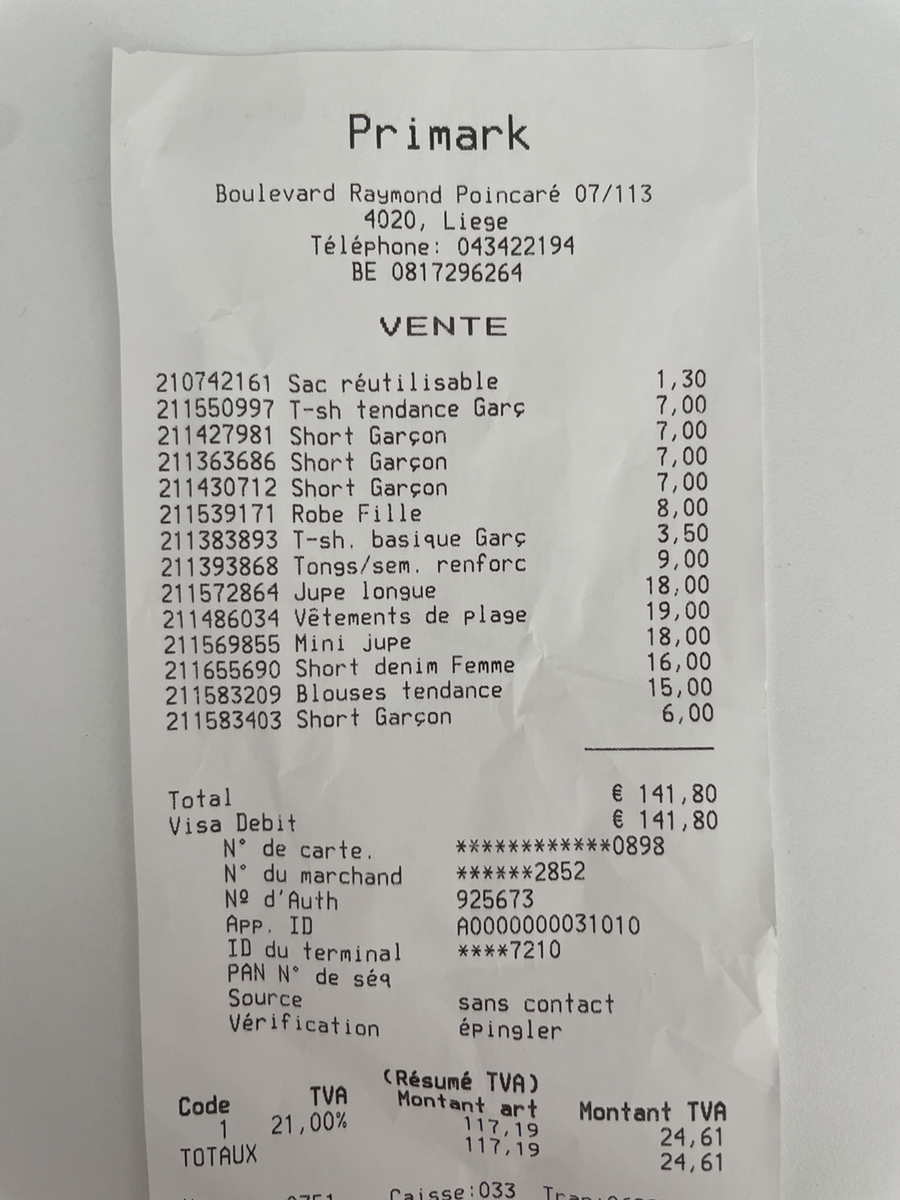 Primark
Boulevard Raymond Poincaré 07/113
4020, Liege
Téléphone: 043422194
BE 0817296264
VENTE
210742161 Sac réutilisable 1,30
211550997 T-sh tendance Garç 7,00
211427981 Short Garçon 7,00
211363686 Short Garçon 7,00
211430712 Short Garçon 7,00
211539171 Robe Fille 8,00
211383893 T-sh. basique Garç 3,50
211393868 Tongs/sem. renforc 9,00
211572864 Jupe longue 18,00
211486034 Vêtements de plage 19,00
211569855 Mini jupe 18,00
211655690 Short denim Femme 16,00
211583209 Blouses tendance 15,00
211583403 Short Garçon 6,00
Total € 141,80
Visa Debit € 141,80
N° de carte. ************0898
N° du marchand ******2852
Nº d'Auth 925673
App. ID A0000000031010
ID du terminal ****7210
PAN N° de séq
Source sans contact
Vérification épingler
(Résumé TVA)
Code TVA Montant art Montant TVA
1 21,00% 117,19 24,61
TOTAUX 117,19 24,61
Caisse:033